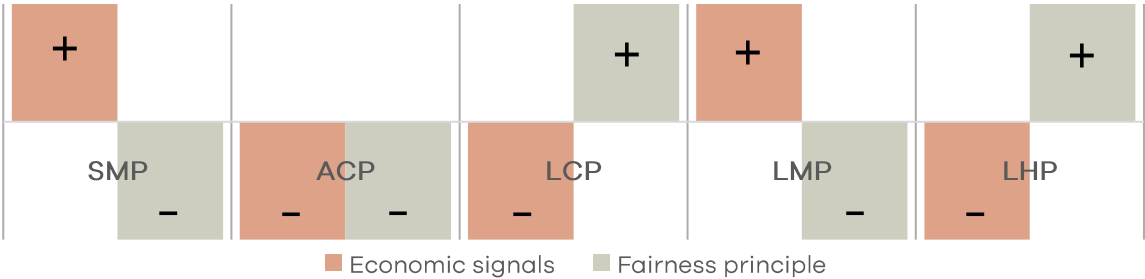 + + + +
SMP ACP LCP LMP LHP
– – – – – –
Economic signals Fairness principle